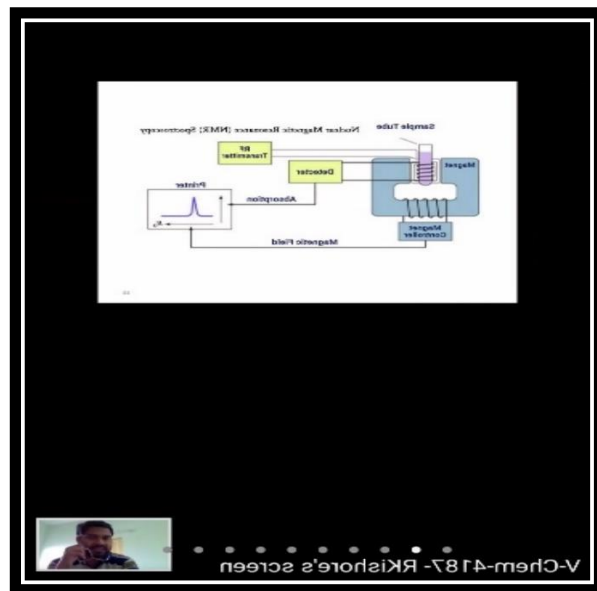 Nuclear Magnetic Resonance (NMR) Spectroscopy
Sample Tube
RF
Transmitter
Detecter
Magnet
Printer
Absorption
Magnet
Controller
Magnetic Field
V-Chem-4187- RKishore's screen